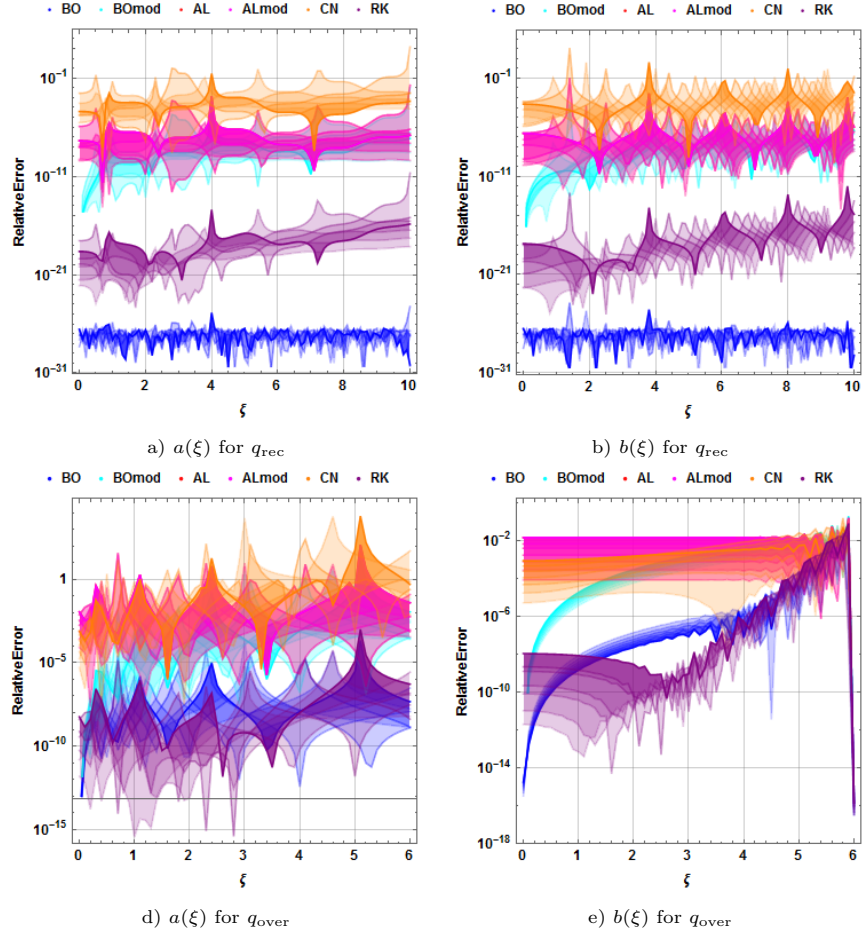 BO BOmod AL ALmod CN RK
BO BOmod AL ALmod CN RK
RelativeError
10^-1
10^-11
10^-21
10^-31
0 2 4 6 8 10
ξ
RelativeError
10^-1
10^-11
10^-21
10^-31
0 2 4 6 8 10
ξ
a) a(ξ) for q_rec
b) b(ξ) for q_rec
BO BOmod AL ALmod CN RK
BO BOmod AL ALmod CN RK
RelativeError
1
10^-5
10^-10
10^-15
0 1 2 3 4 5 6
ξ
RelativeError
10^-2
10^-6
10^-10
10^-14
10^-18
0 1 2 3 4 5 6
ξ
d) a(ξ) for q_over
e) b(ξ) for q_over